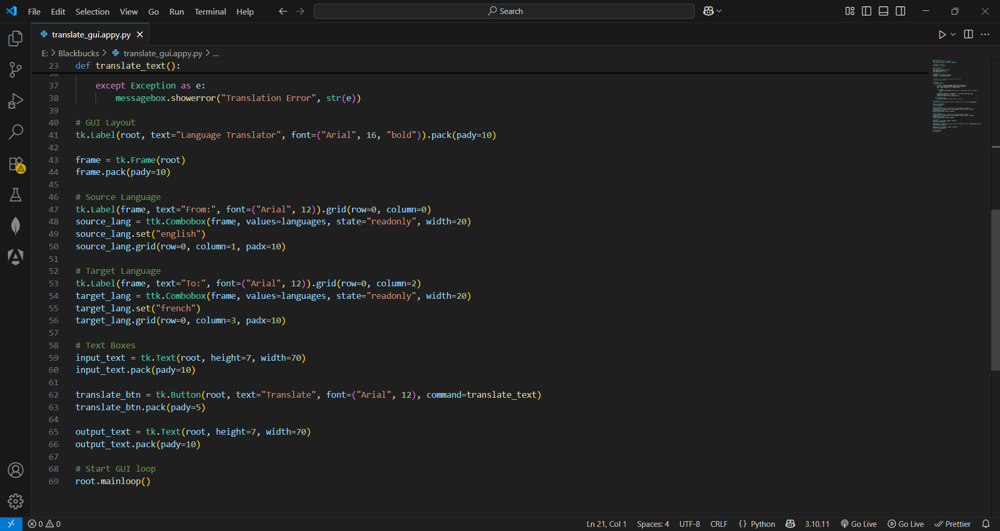 File Edit Selection View Go Run Terminal Help
Search
translate_gui.appy.py
E: > Blackbucks > translate_gui.appy.py > ...
23 def translate_text():
37 except Exception as e:
38 messagebox.showerror("Translation Error", str(e))
39
40 # GUI Layout
41 tk.Label(root, text="Language Translator", font=("Arial", 16, "bold")).pack(pady=10)
42
43 frame = tk.Frame(root)
44 frame.pack(pady=10)
45
46 # Source Language
47 tk.Label(frame, text="From:", font=("Arial", 12)).grid(row=0, column=0)
48 source_lang = ttk.Combobox(frame, values=languages, state="readonly", width=20)
49 source_lang.set("english")
50 source_lang.grid(row=0, column=1, padx=10)
51
52 # Target Language
53 tk.Label(frame, text="To:", font=("Arial", 12)).grid(row=0, column=2)
54 target_lang = ttk.Combobox(frame, values=languages, state="readonly", width=20)
55 target_lang.set("french")
56 target_lang.grid(row=0, column=3, padx=10)
57
58 # Text Boxes
59 input_text = tk.Text(root, height=7, width=70)
60 input_text.pack(pady=10)
61
62 translate_btn = tk.Button(root, text="Translate", font=("Arial", 12), command=translate_text)
63 translate_btn.pack(pady=5)
64
65 output_text = tk.Text(root, height=7, width=70)
66 output_text.pack(pady=10)
67
68 # Start GUI loop
69 root.mainloop()
0 0 Ln 21, Col 1 Spaces: 4 UTF-8 CRLF {} Python 3.10.11 Go Live Go Live Prettier